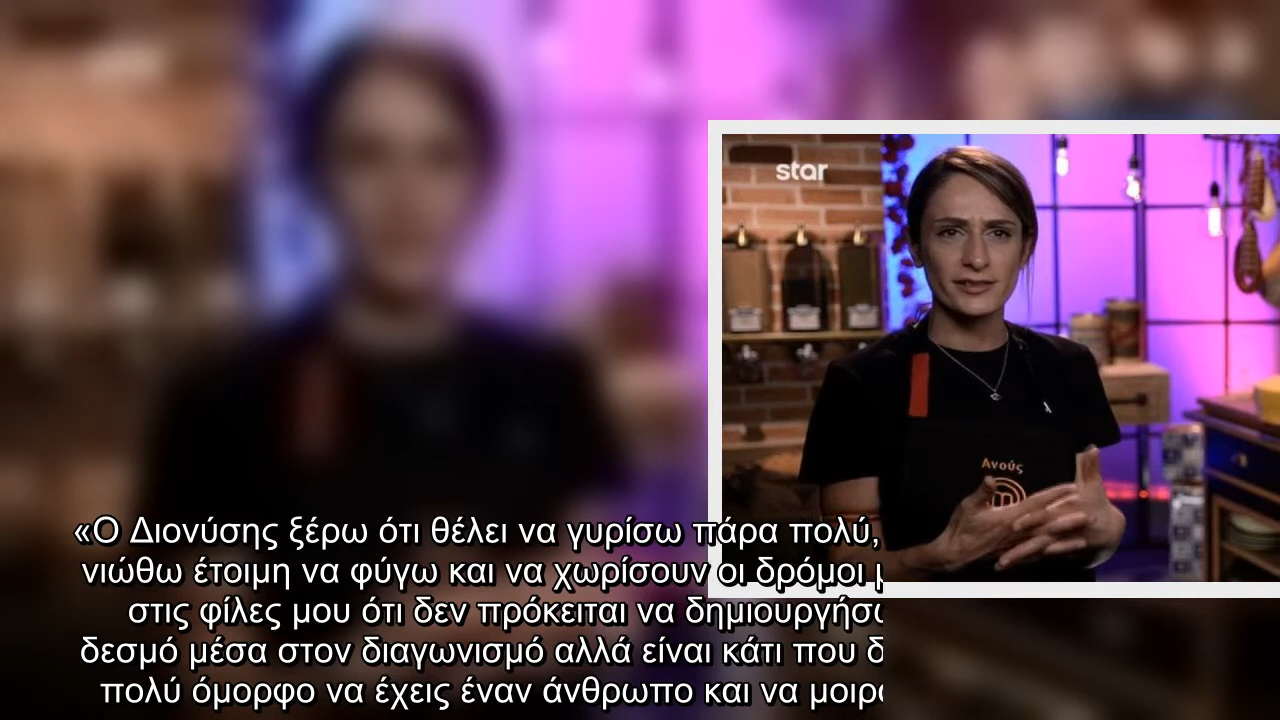 star
Ανούς
«Ο Διονύσης ξέρω ότι θέλει να γυρίσω πάρα πολύ,
νιώθω έτοιμη να φύγω και να χωρίσουν οι δρόμοι
στις φίλες μου ότι δεν πρόκειται να
δεσμό μέσα στον διαγωνισμό αλλά είναι κάτι που
πολύ όμορφο να έχεις έναν άνθρωπο και να